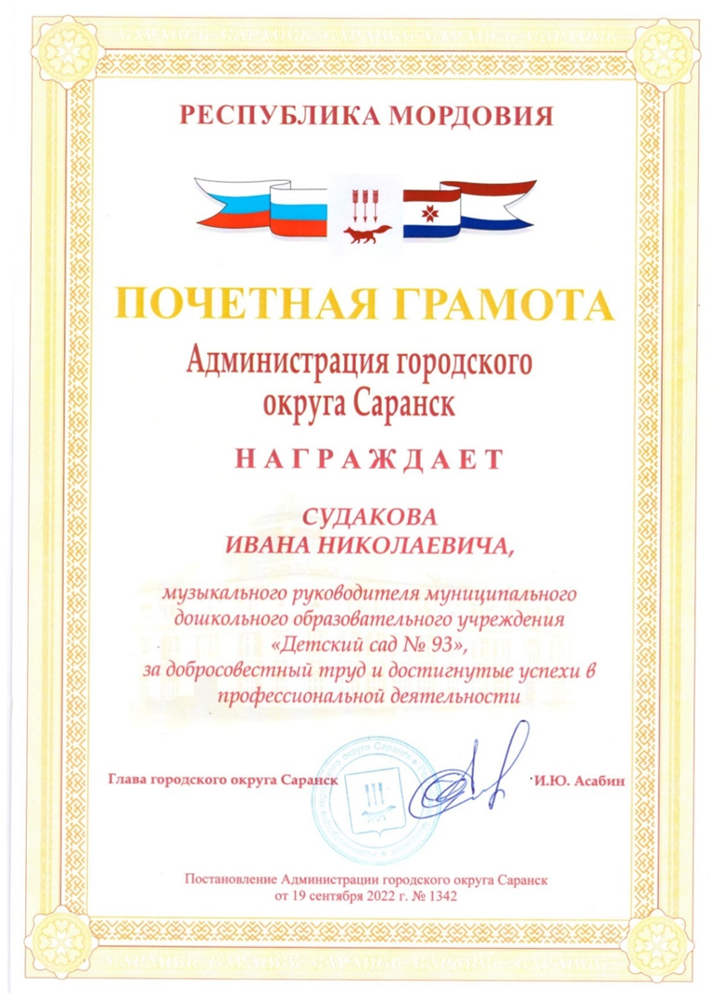 РЕСПУБЛИКА МОРДОВИЯ
ПОЧЕТНАЯ ГРАМОТА
Администрация городского
округа Саранск
НАГРАЖДАЕТ
СУДАКОВА
ИВАНА НИКОЛАЕВИЧА,
музыкального руководителя муниципального
дошкольного образовательного учреждения
«Детский сад № 93»,
за добросовестный труд и достигнутые успехи в
профессиональной деятельности
Глава городского округа Саранск
И.Ю. Асабин
Постановление Администрации городского округа Саранск
от 19 сентября 2022 г. № 1342